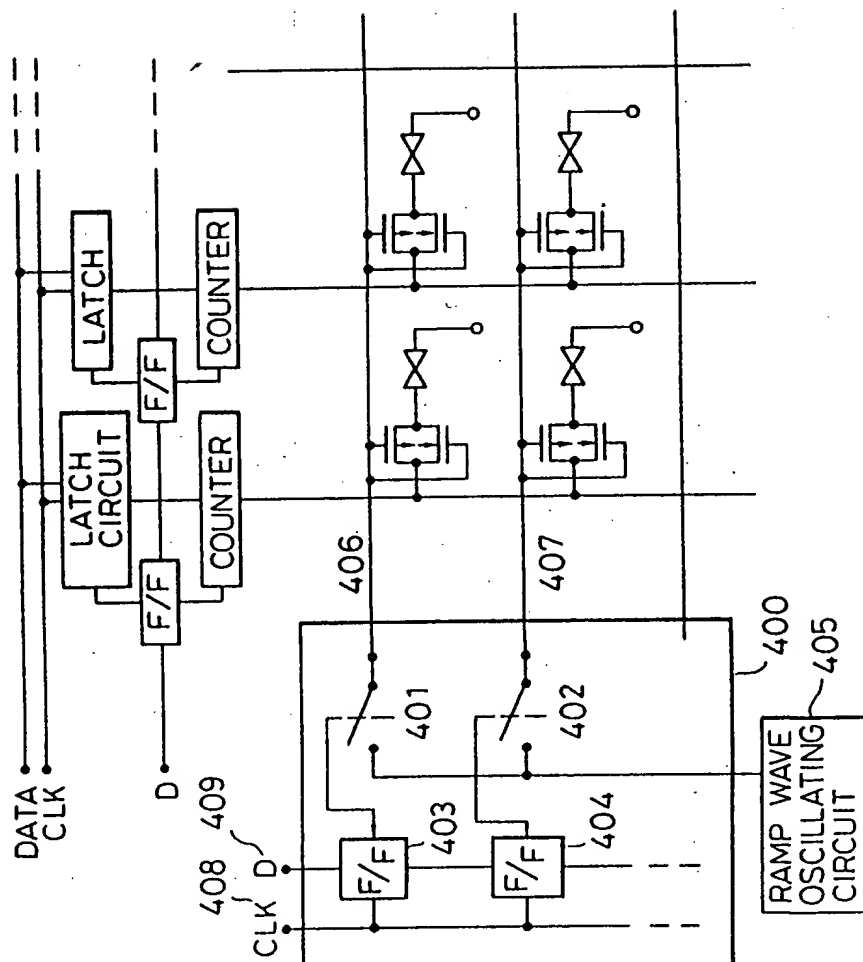 DATA
CLK
D
LATCH
CIRCUIT
LATCH
F/F
F/F
COUNTER
COUNTER
406
407
408
409
CLK
D
401
402
F/F
403
F/F
404
400
405
RAMP WAVE
OSCILLATING
CIRCUIT